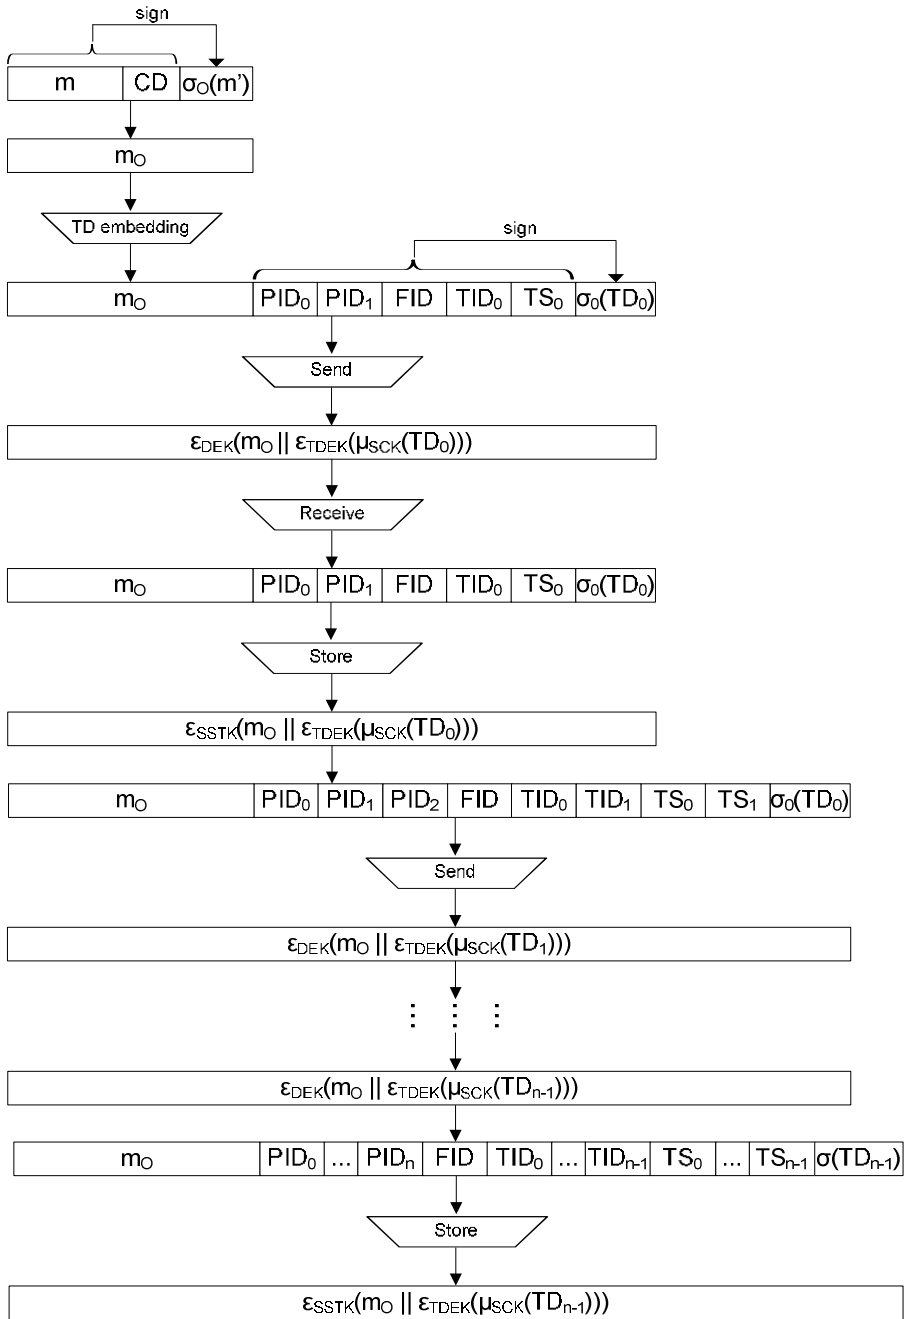 sign
m CD σO(m’)
mO
TD embedding
sign
mO PID0 PID1 FID TID0 TS0 σ0(TD0)
Send
εDEK(mO || εTDEK(μSCK(TD0)))
Receive
mO PID0 PID1 FID TID0 TS0 σ0(TD0)
Store
εSSTK(mO || εTDEK(μSCK(TD0)))
mO PID0 PID1 PID2 FID TID0 TID1 TS0 TS1 σ0(TD0)
Send
εDEK(mO || εTDEK(μSCK(TD1)))
⋮ ⋮ ⋮
εDEK(mO || εTDEK(μSCK(TDn-1)))
mO PID0 ... PIDn FID TID0 ... TIDn-1 TS0 ... TSn-1 σ(TDn-1)
Store
εSSTK(mO || εTDEK(μSCK(TDn-1)))